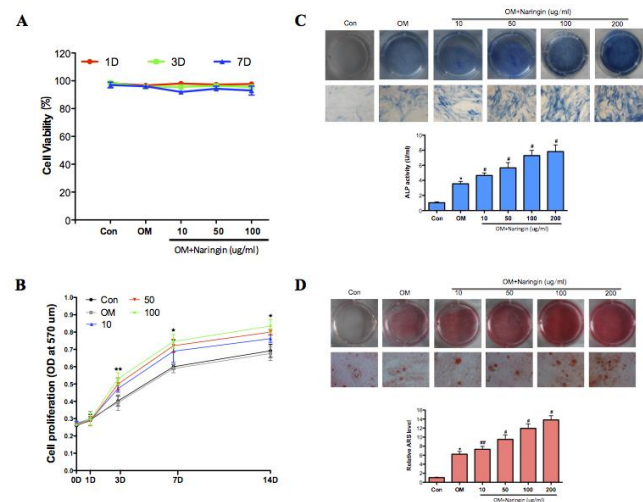 A
1D 3D 7D
Cell Viability (%)
120
100
80
60
40
20
0
Con OM 10 50 100
OM+Naringin (ug/ml)
B
Con 50
OM 100
10
Cell proliferation (OD at 570 um)
1.0
0.9
0.8
0.7
0.6
0.5
0.4
0.3
0.2
** * *
0D 1D 3D 7D 14D
C
OM+Naringin (ug/ml)
Con OM 10 50 100 200
ALP activity (U/ml)
10
8
6
4
2
0
* # # # #
Con OM 10 50 100 200
OM+Naringin (ug/ml)
D
OM+Naringin (ug/ml)
Con OM 10 50 100 200
Relative ARS level
20
15
10
5
0
* ## # # #
Con OM 10 50 100 200
OM+Naringin (ug/ml)